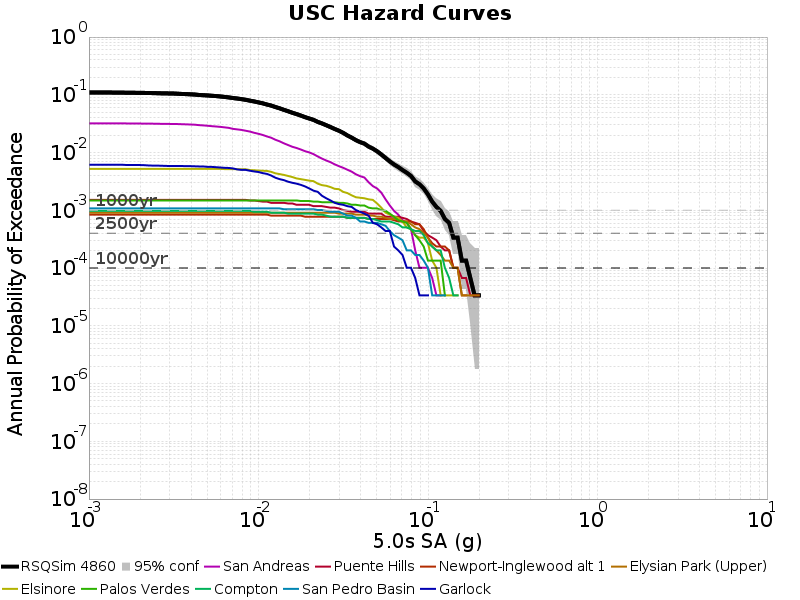 USC Hazard Curves
Annual Probability of Exceedance
10^0
10^-1
10^-2
10^-3
10^-4
10^-5
10^-6
10^-7
10^-8
1000yr
2500yr
10000yr
10^-3 10^-2 10^-1 10^0 10^1
5.0s SA (g)
RSQSim 4860 95% conf San Andreas Puente Hills Newport-Inglewood alt 1 Elysian Park (Upper)
Elsinore Palos Verdes Compton San Pedro Basin Garlock